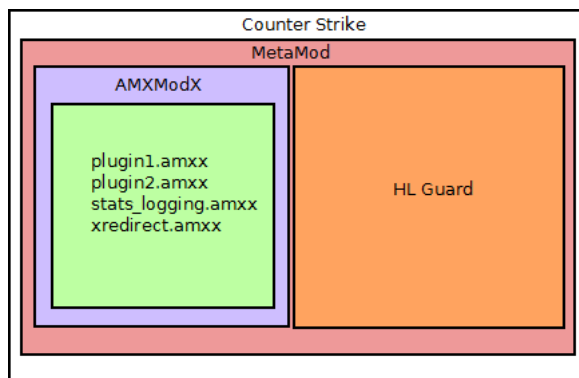 Counter Strike
MetaMod
AMXModX
plugin1.amxx
plugin2.amxx
stats_logging.amxx
xredirect.amxx
HL Guard